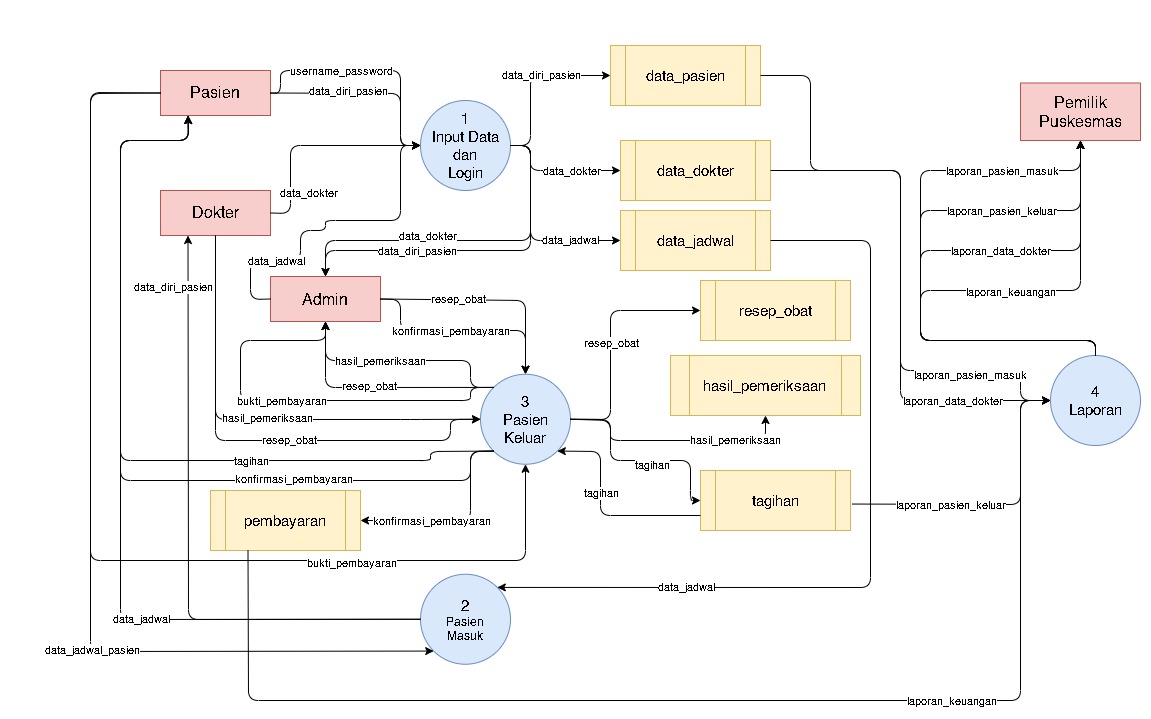 username_password
data_diri_pasien
Pasien
data_diri_pasien
data_pasien
Pemilik
Puskesmas
1
Input Data
dan
Login
data_dokter
data_dokter
data_dokter
laporan_pasien_masuk
Dokter
laporan_pasien_keluar
data_dokter
data_diri_pasien
data_jadwal
data_jadwal
laporan_data_dokter
data_jadwal
data_diri_pasien
laporan_keuangan
Admin
resep_obat
resep_obat
konfirmasi_pembayaran
resep_obat
hasil_pemeriksaan
resep_obat
hasil_pemeriksaan
laporan_pasien_masuk
bukti_pembayaran
laporan_data_dokter
4
Laporan
3
Pasien
Keluar
hasil_pemeriksaan
resep_obat
hasil_pemeriksaan
tagihan
tagihan
konfirmasi_pembayaran
tagihan
tagihan
laporan_pasien_keluar
pembayaran
konfirmasi_pembayaran
bukti_pembayaran
data_jadwal
2
Pasien
Masuk
data_jadwal
data_jadwal_pasien
laporan_keuangan